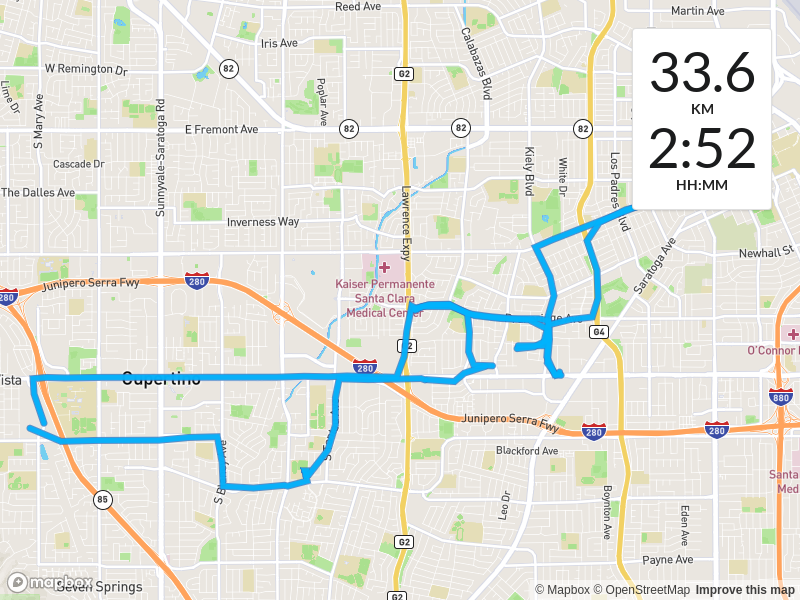 Reed Ave
Martin Ave
Iris Ave
Calabazas Blvd
W Remington Dr
82
G2
33.6
KM
2:52
HH:MM
Lime Dr
S Mary Ave
Sunnyvale-Saratoga Rd
Poplar Ave
E Fremont Ave
82
82
82
Cascade Dr
Kiely Blvd
White Dr
Los Padres Blvd
The Dalles Ave
Lawrence Expy
Inverness Way
Saratoga Ave
Newhall St
Kaiser Permanente
Santa Clara
Medical Center
280
Junipero Serra Fwy
280
G4
O'Connor
280
Cupertino
880
Junipero Serra Fwy
280
280
Blackford Ave
Santa
Med
85
Leo Dr
Boynton Ave
Eden Ave
G2
Payne Ave
mapbox
Seven Springs
G2
© Mapbox © OpenStreetMap Improve this map